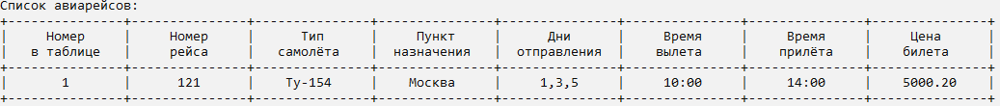 Список авиарейсов:
Номер Номер Тип Пункт Дни Время Время Цена
в таблице рейса самолёта назначения отправления вылета прилёта билета
1 121 Ту-154 Москва 1,3,5 10:00 14:00 5000.20